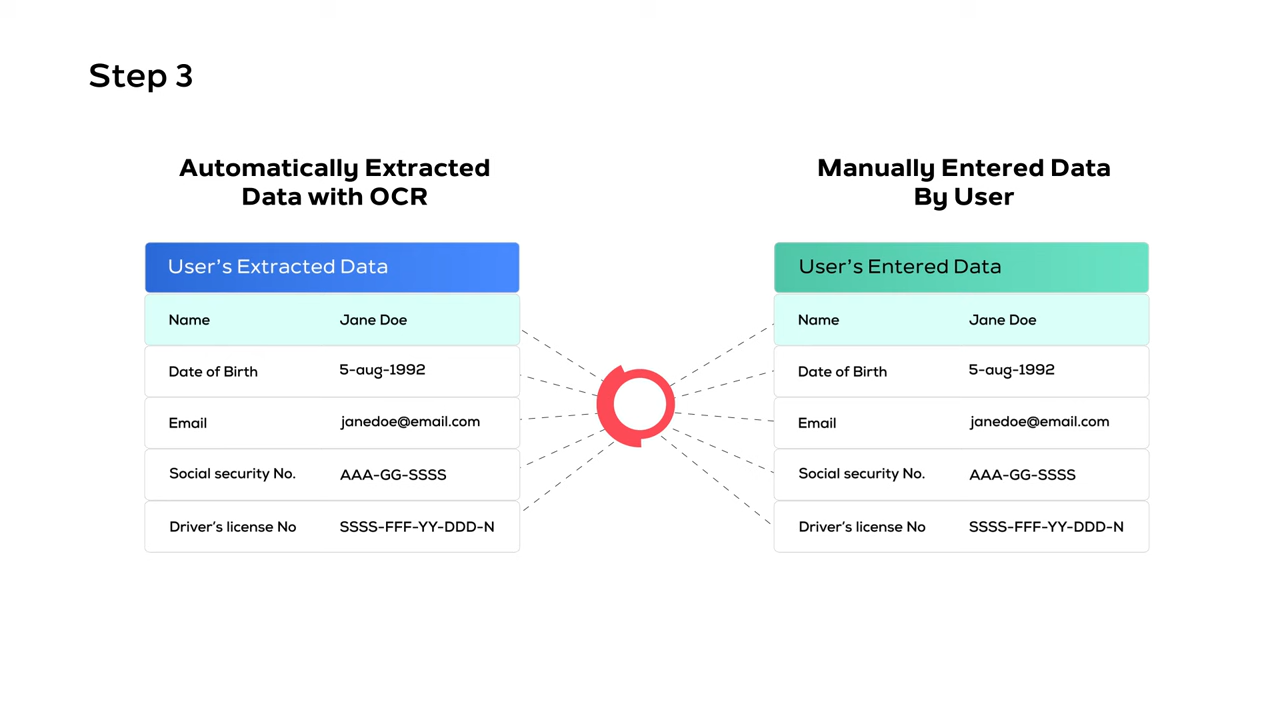 Step 3
Automatically Extracted
Data with OCR
User's Extracted Data
Name Jane Doe
Date of Birth 5-aug-1992
Email janedoe@email.com
Social security No. AAA-GG-SSSS
Driver's license No SSSS-FFF-YY-DDD-N
Manually Entered Data
By User
User's Entered Data
Name Jane Doe
Date of Birth 5-aug-1992
Email janedoe@email.com
Social security No. AAA-GG-SSSS
Driver's license No SSSS-FFF-YY-DDD-N